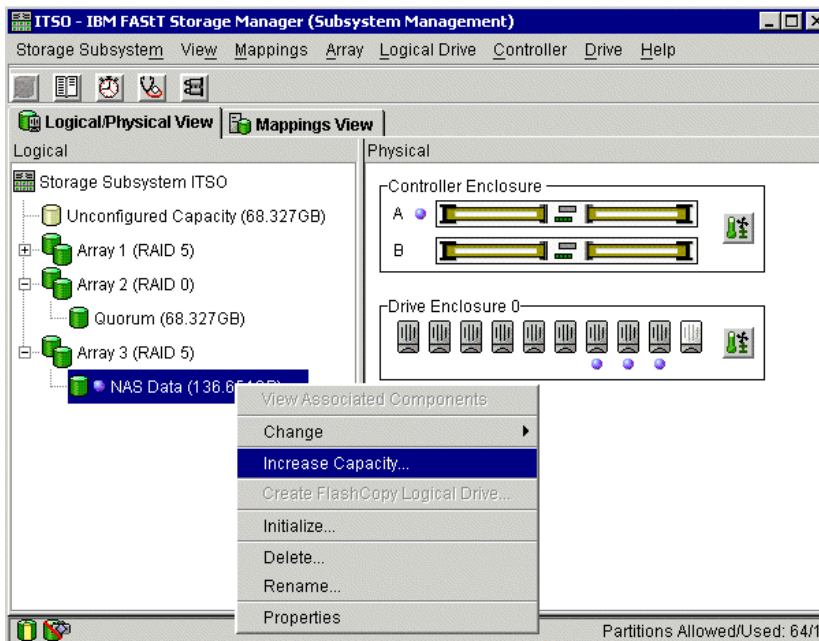 ITSO - IBM FAStT Storage Manager (Subsystem Management)
Storage Subsystem View Mappings Array Logical Drive Controller Drive Help
Logical/Physical View Mappings View
Logical
Storage Subsystem ITSO
Unconfigured Capacity (68.327GB)
Array 1 (RAID 5)
Array 2 (RAID 0)
Quorum (68.327GB)
Array 3 (RAID 5)
NAS Data
View Associated Components
Change
Increase Capacity...
Create FlashCopy Logical Drive...
Initialize...
Delete...
Rename...
Properties
Physical
Controller Enclosure
A
B
Drive Enclosure 0
Partitions Allowed/Used: 64/1